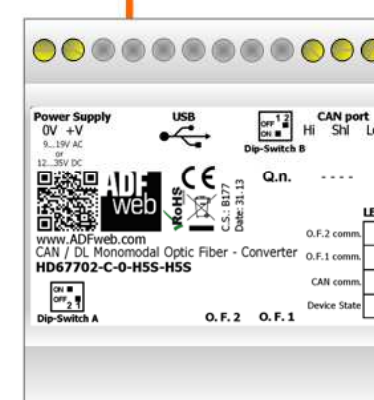 Power Supply
0V +V
9...19V AC
or
12...35V DC
USB
OFF 1 2
ON
Dip-Switch B
CAN port
Hi Shl
Q.n. - - - -
ADF
web
RoHS
CE
C.S.: B177
Date: 31.13
www.ADFweb.com
CAN / DL Monomodal Optic Fiber - Converter
HD67702-C-0-H5S-H5S
O.F.2 comm.
O.F.1 comm.
CAN comm.
Device State
ON
OFF 2 1
Dip-Switch A
O. F. 2 O. F. 1